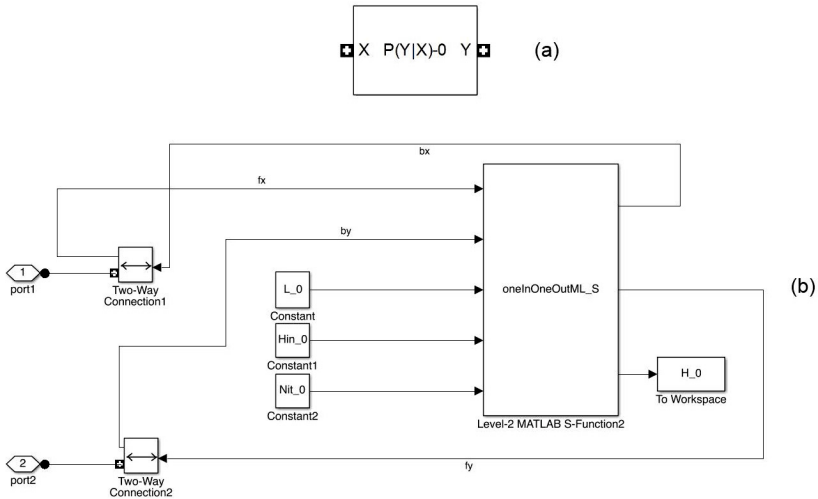 X P(Y|X)-0 Y
(a)
bx
fx
by
1
port1
Two-Way
Connection1
L_0
Constant
Hin_0
Constant1
Nit_0
Constant2
oneInOneOutML_S
Level-2 MATLAB S-Function2
(b)
H_0
To Workspace
2
port2
Two-Way
Connection2
fy